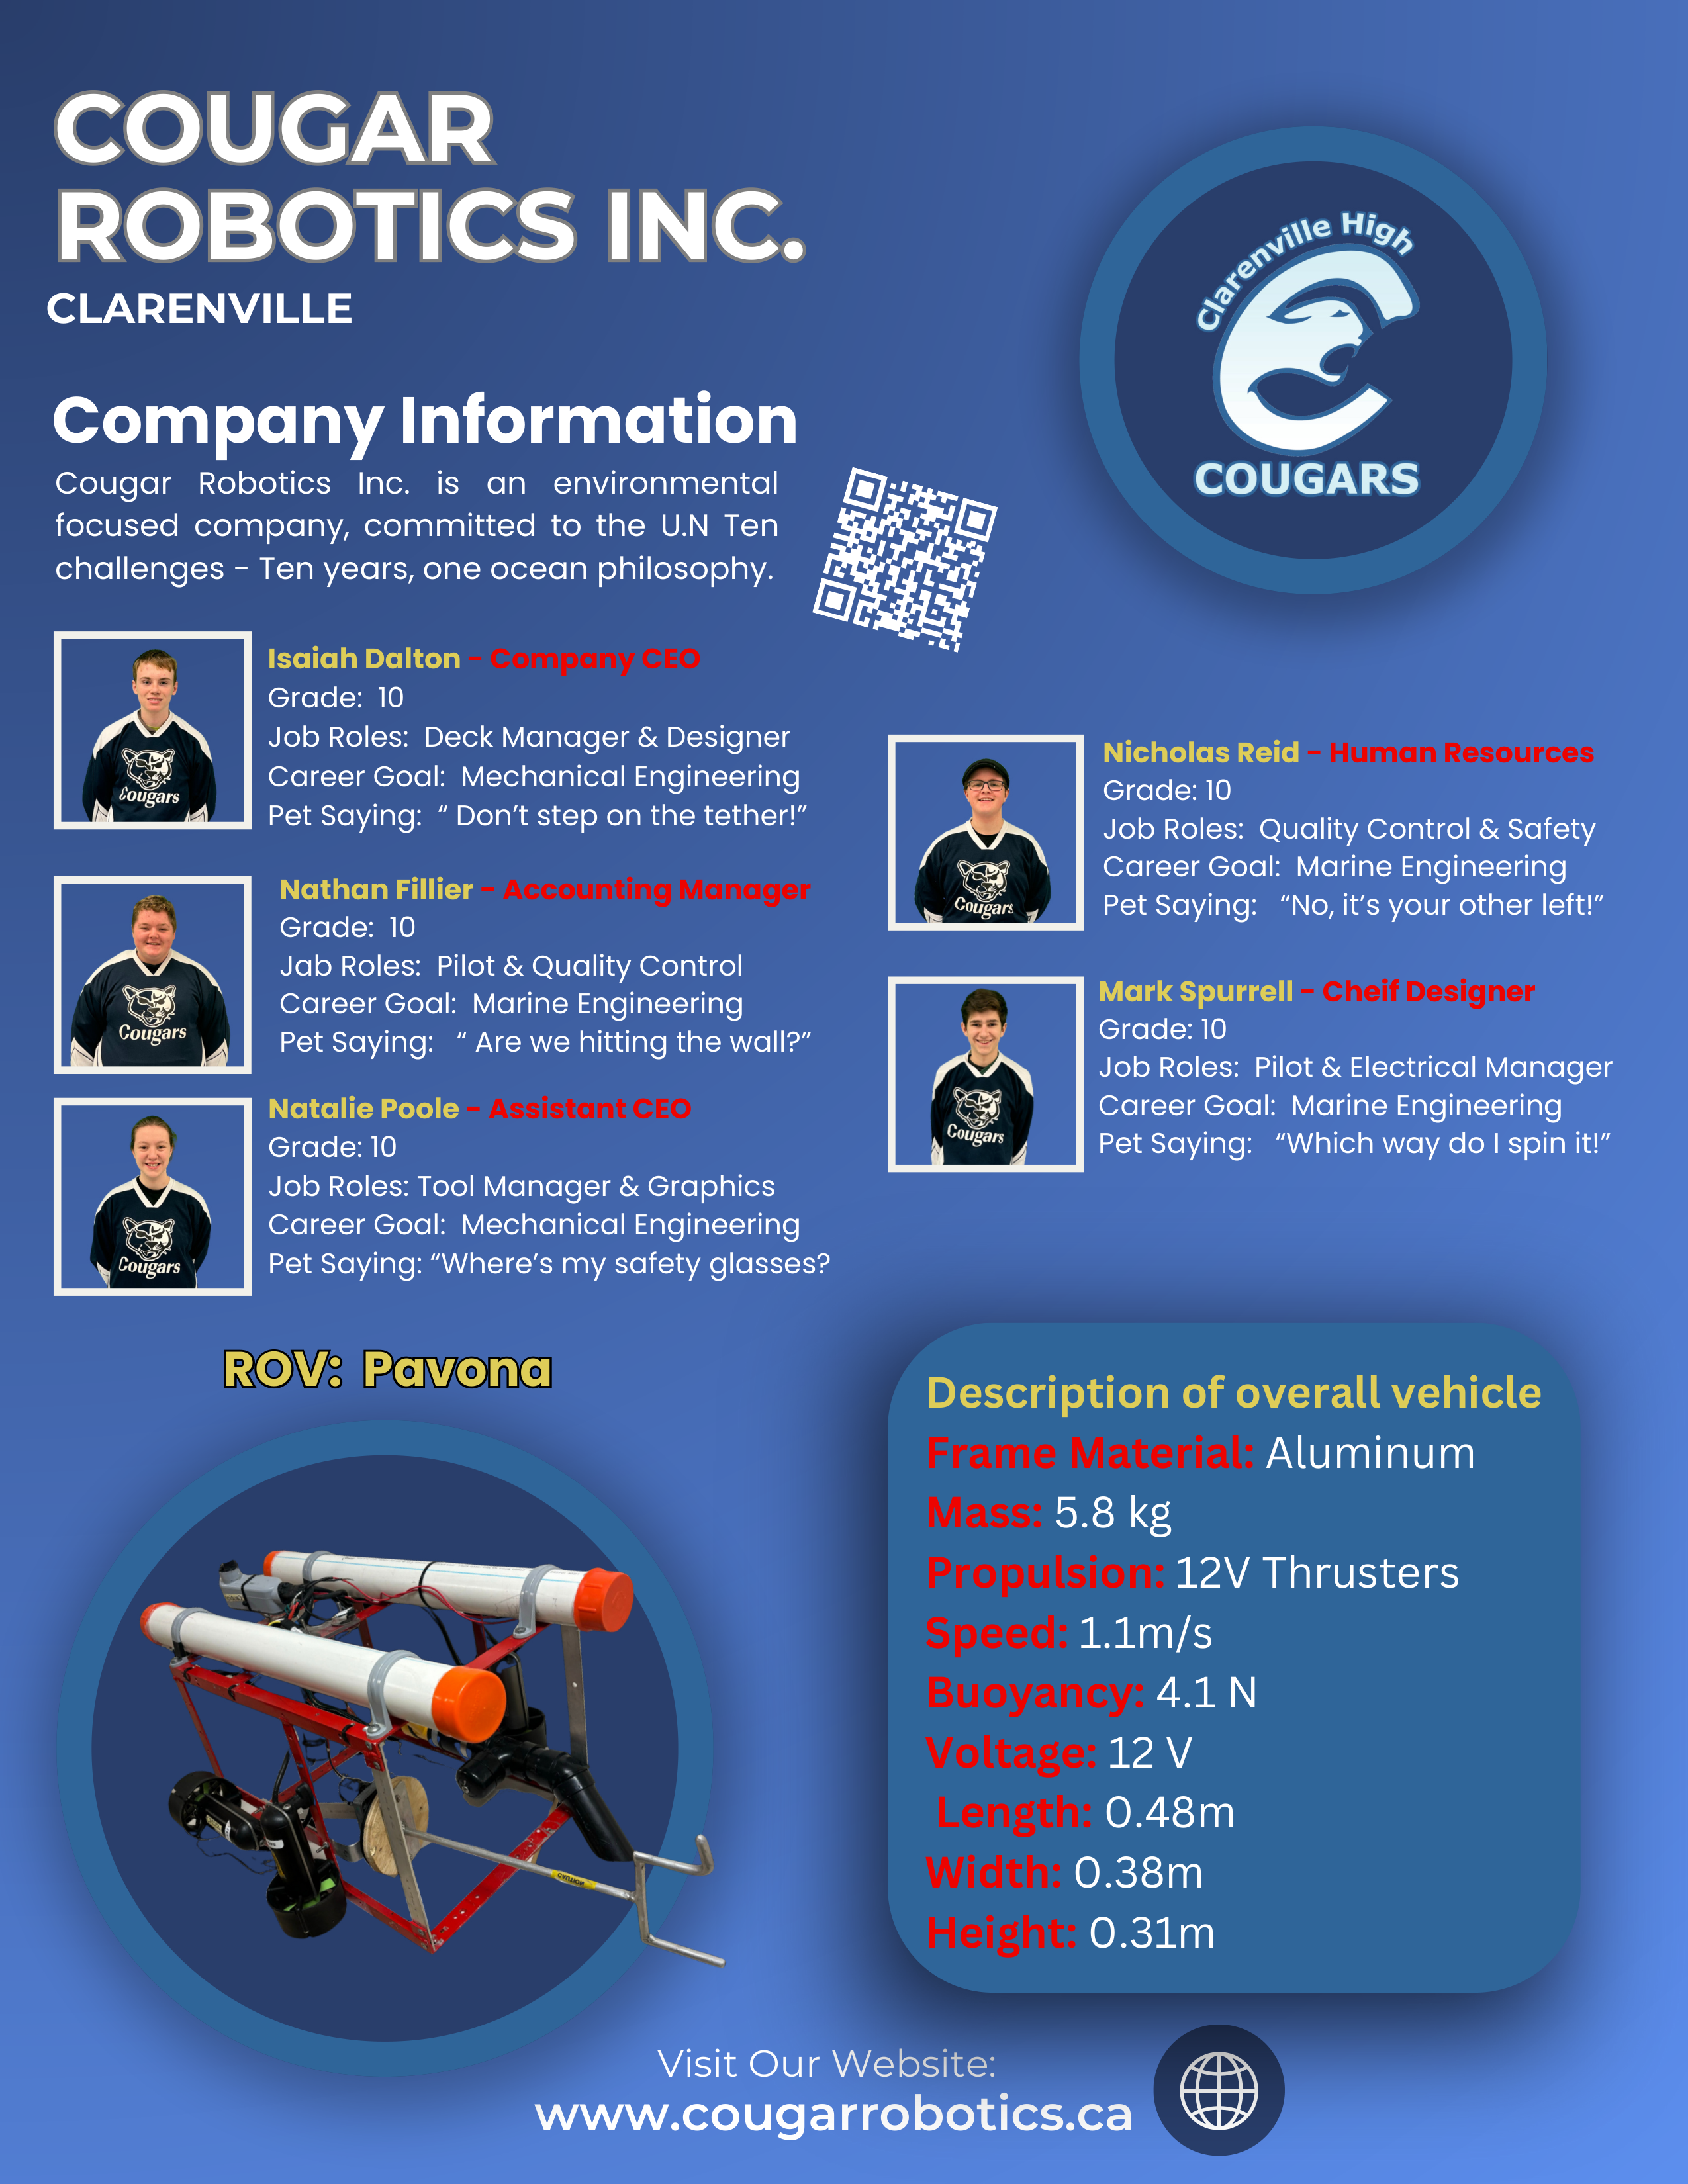 COUGAR
ROBOTICS INC.
CLARENVILLE
Clarenville High
COUGARS
Company Information
Cougar Robotics Inc. is an environmental
focused company, committed to the U.N Ten
challenges - Ten years, one ocean philosophy.
Isaiah Dalton - Company CEO
Grade: 10
Job Roles: Deck Manager & Designer
Career Goal: Mechanical Engineering
Pet Saying: “ Don’t step on the tether!”
Cougars
Nathan Fillier - Accounting Manager
Grade: 10
Jab Roles: Pilot & Quality Control
Career Goal: Marine Engineering
Pet Saying: “ Are we hitting the wall?”
Cougars
Natalie Poole - Assistant CEO
Grade: 10
Job Roles: Tool Manager & Graphics
Career Goal: Mechanical Engineering
Pet Saying: “Where’s my safety glasses?
Cougars
Nicholas Reid - Human Resources
Grade: 10
Job Roles: Quality Control & Safety
Career Goal: Marine Engineering
Pet Saying: “No, it’s your other left!”
Cougars
Mark Spurrell - Cheif Designer
Grade: 10
Job Roles: Pilot & Electrical Manager
Career Goal: Marine Engineering
Pet Saying: “Which way do I spin it!”
Cougars
ROV: Pavona
CAUTION
Description of overall vehicle
Frame Material: Aluminum
Mass: 5.8 kg
Propulsion: 12V Thrusters
Speed: 1.1m/s
Buoyancy: 4.1 N
Voltage: 12 V
Length: 0.48m
Width: 0.38m
Height: 0.31m
Visit Our Website:
www.cougarrobotics.ca